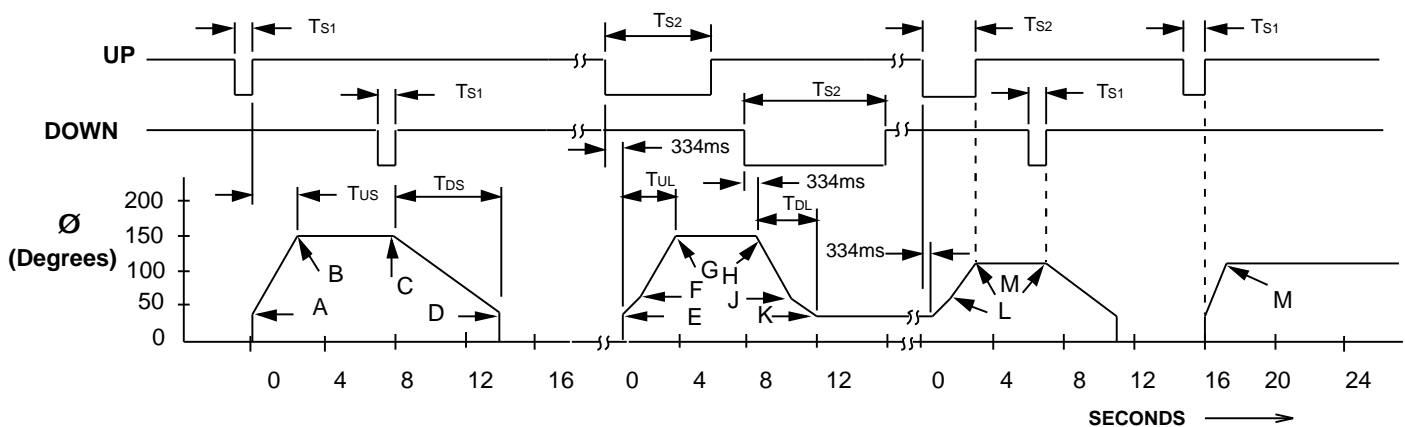 TS1 TS2 TS2 TS1
UP
TS1 TS2 TS1
DOWN
334ms
TUS TDS TUL 334ms
TDL
Ø
(Degrees)
200
150
100
50
0
334ms
B C G H M
A D F J L M
E K
0 4 8 12 16 0 4 8 12 0 4 8 12 16 20 24
SECONDS